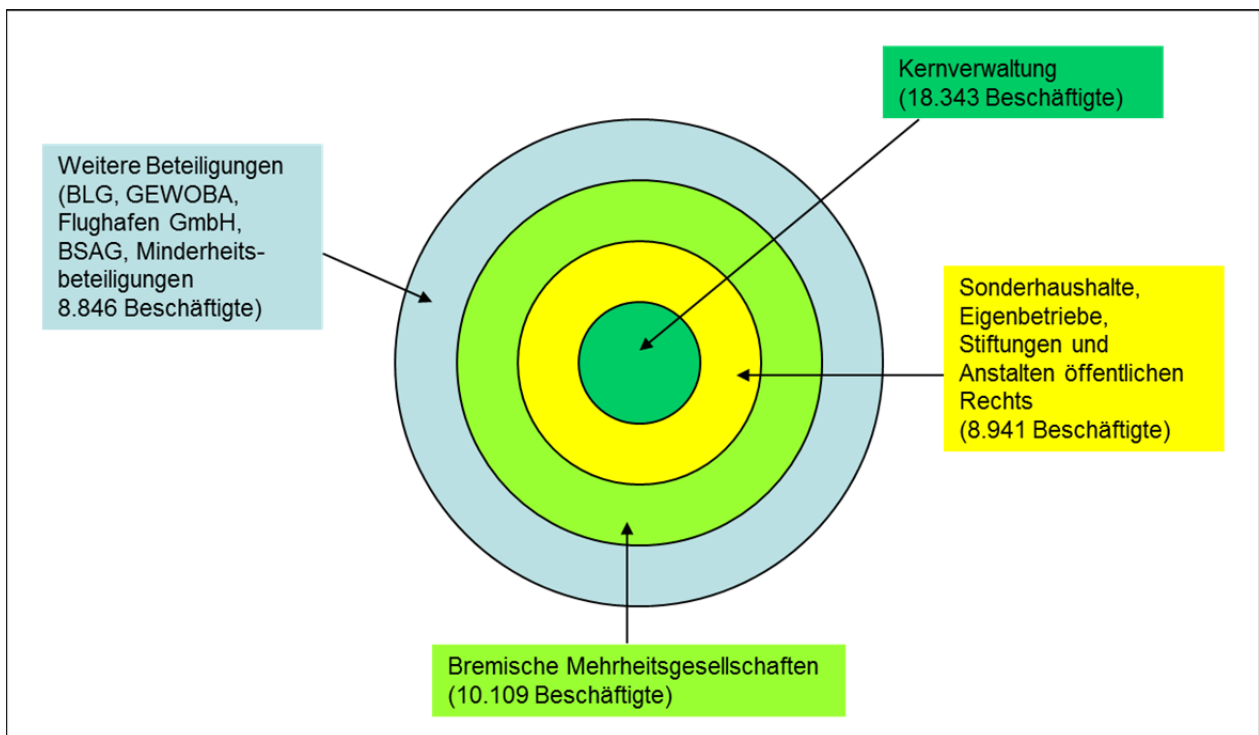 Kernverwaltung
(18.343 Beschäftigte)
Weitere Beteiligungen
(BLG, GEWOBA,
Flughafen GmbH,
BSAG, Minderheits-
beteiligungen
8.846 Beschäftigte)
Sonderhaushalte,
Eigenbetriebe,
Stiftungen und
Anstalten öffentlichen
Rechts
(8.941 Beschäftigte)
Bremische Mehrheitsgesellschaften
(10.109 Beschäftigte)